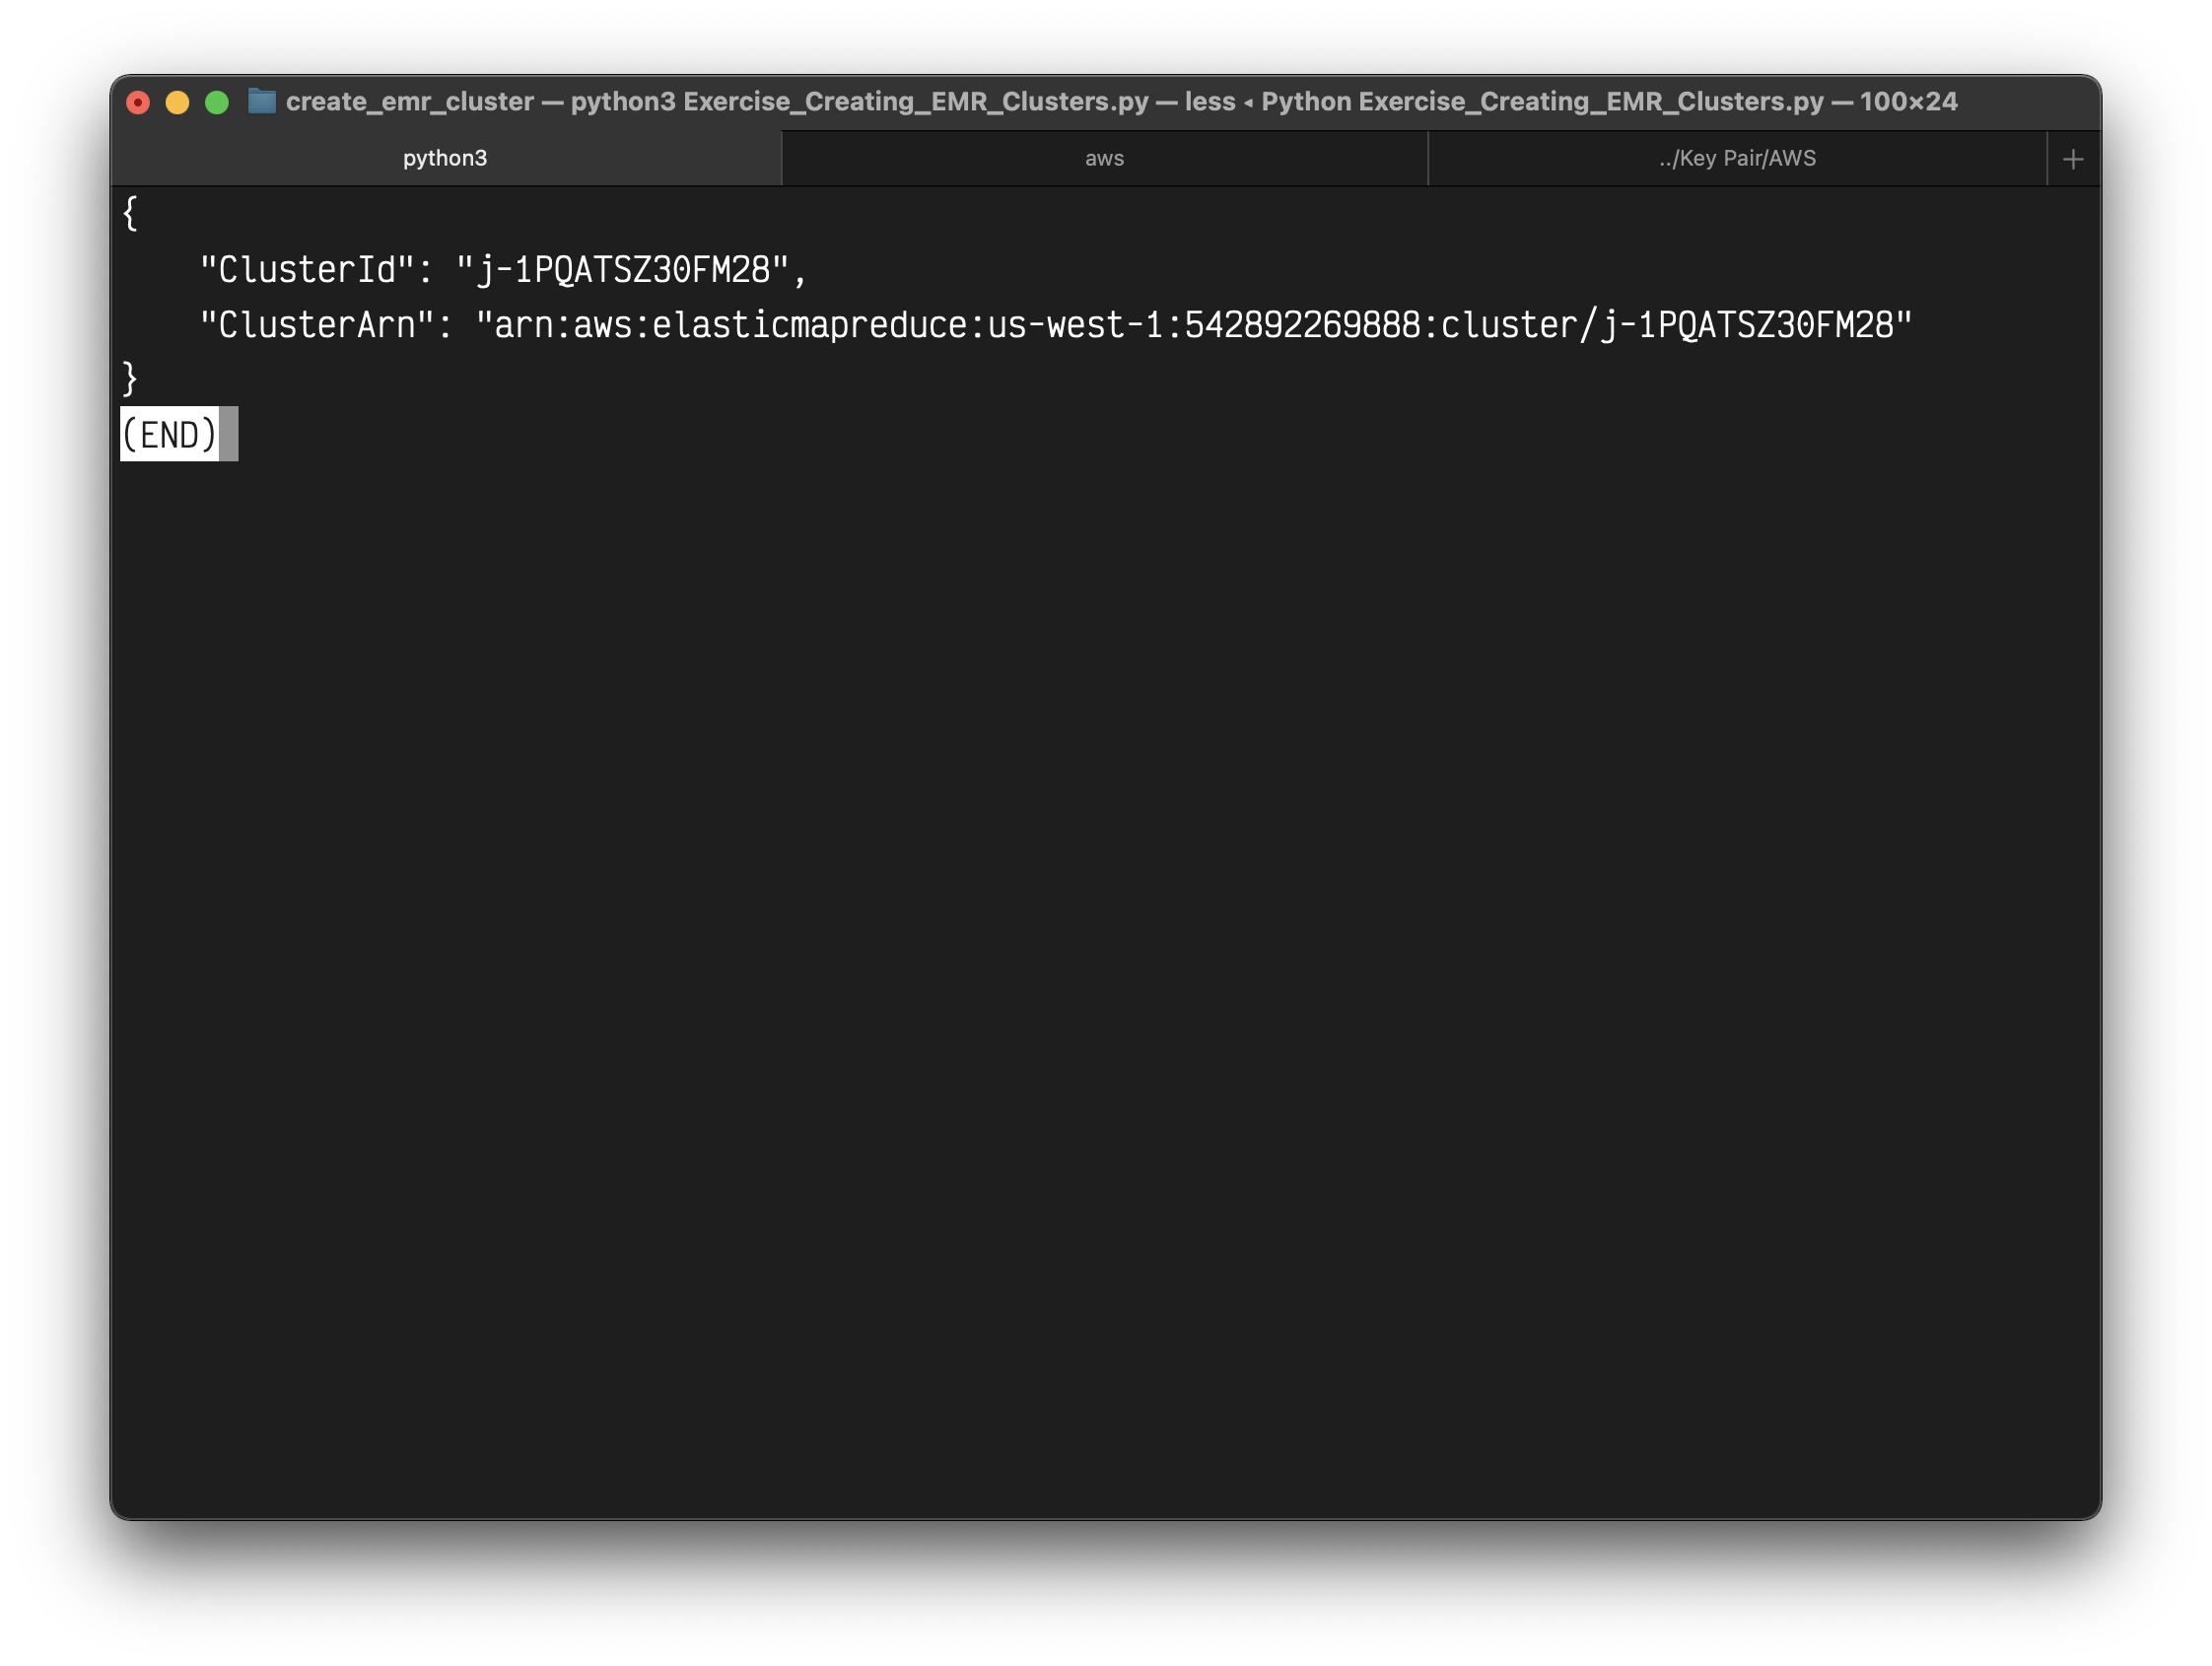 create_emr_cluster — python3 Exercise_Creating_EMR_Clusters.py — less ◂ Python Exercise_Creating_EMR_Clusters.py — 100×24
python3 aws ../Key Pair/AWS +
{
    "ClusterId": "j-1PQATSZ30FM28",
    "ClusterArn": "arn:aws:elasticmapreduce:us-west-1:542892269888:cluster/j-1PQATSZ30FM28"
}
(END)